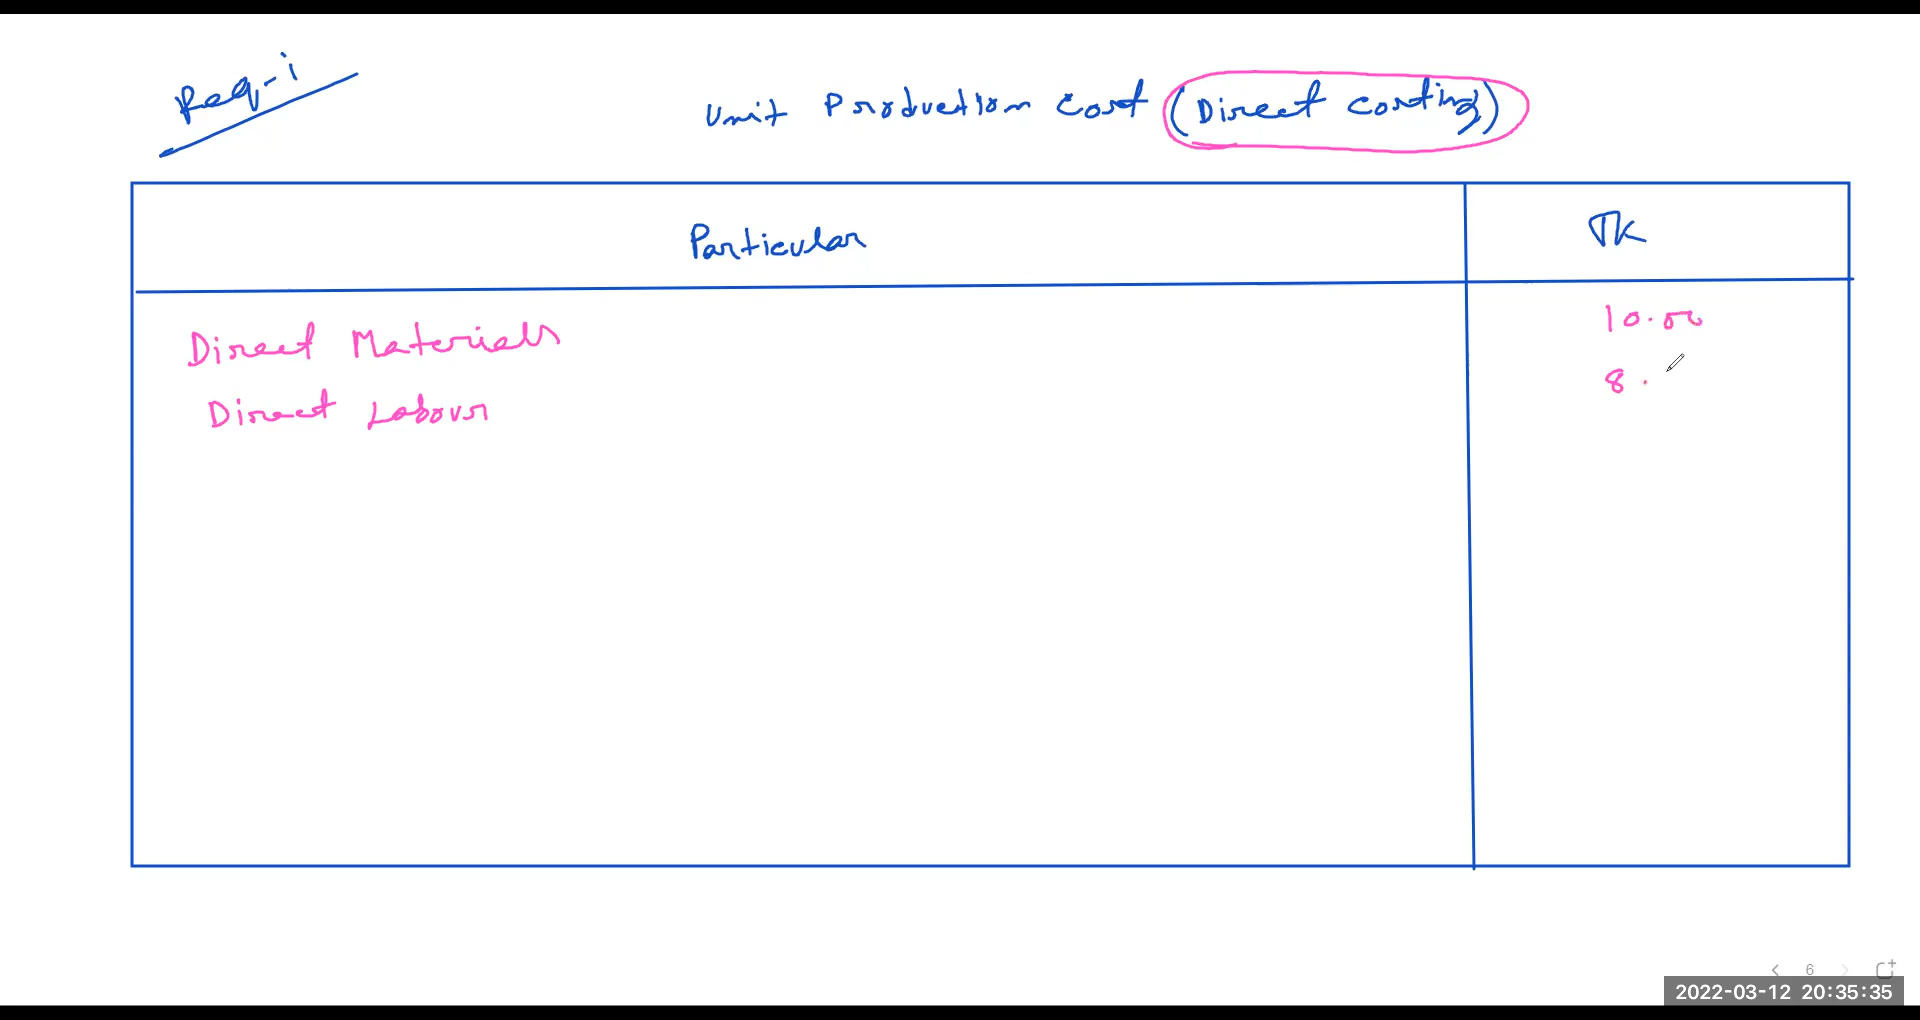 Req-i
Unit Production Cost (Direct Costing)
Particular Tk
Direct Materials 10.00
Direct Labour 8.
6
2022-03-12 20:35:35